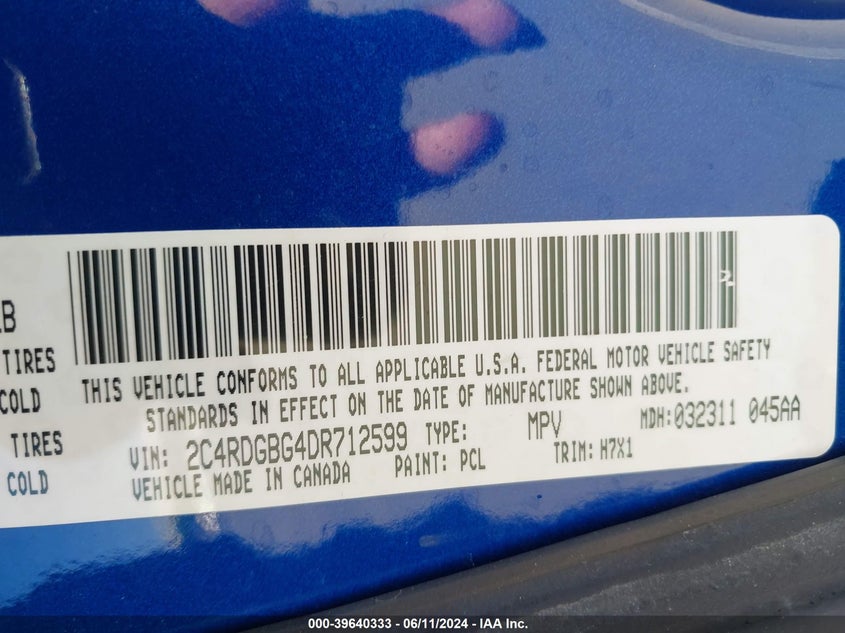 LB
TIRES
COLD
TIRES
COLD
THIS VEHICLE CONFORMS TO ALL APPLICABLE U.S.A. FEDERAL MOTOR VEHICLE SAFETY
STANDARDS IN EFFECT ON THE DATE OF MANUFACTURE SHOWN ABOVE.
VIN: 2C4RDGBG4DR712599 TYPE: MPV MDH:032311 045AA
VEHICLE MADE IN CANADA PAINT: PCL TRIM: H7X1
000-39640333 - 06/11/2024 - IAA Inc.